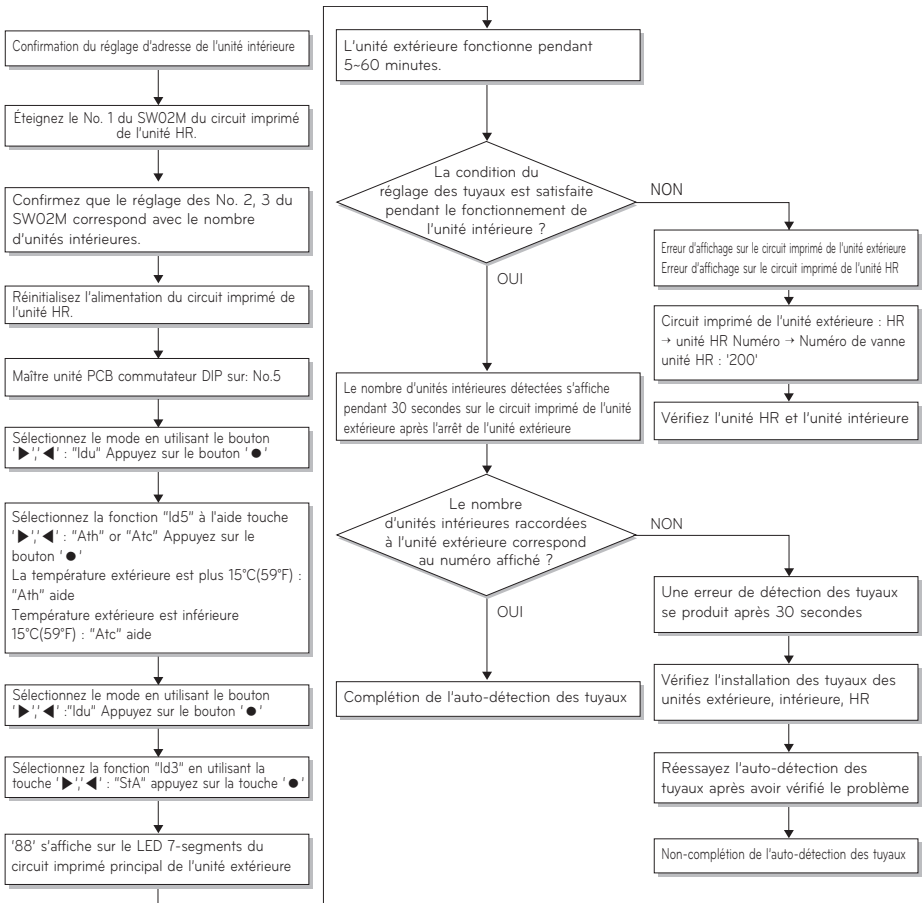 Confirmation du réglage d'adresse de l'unité intérieure
Éteignez le No. 1 du SW02M du circuit imprimé
de l'unité HR.
Confirmez que le réglage des No. 2, 3 du
SW02M correspond avec le nombre
d'unités intérieures.
Réinitialisez l'alimentation du circuit imprimé de
l'unité HR.
Maître unité PCB commutateur DIP sur: No.5
Sélectionnez le mode en utilisant le bouton
'▶','◀' : "Idu" Appuyez sur le bouton '●'
Sélectionnez la fonction "Id5" à l'aide touche
'▶','◀' : "Ath" or "Atc" Appuyez sur le
bouton '●'
La température extérieure est plus 15°C(59°F) :
"Ath" aide
Température extérieure est inférieure
15°C(59°F) : "Atc" aide
Sélectionnez le mode en utilisant le bouton
'▶','◀' :"Idu" Appuyez sur le bouton '●'
Sélectionnez la fonction "Id3" en utilisant la
touche '▶','◀' : "StA" appuyez sur la touche '●'
'88' s'affiche sur le LED 7-segments du
circuit imprimé principal de l'unité extérieure
L'unité extérieure fonctionne pendant
5~60 minutes.
La condition du
réglage des tuyaux est satisfaite
pendant le fonctionnement de
l'unité intérieure ?
NON
OUI
Erreur d'affichage sur le circuit imprimé de l'unité extérieure
Erreur d'affichage sur le circuit imprimé de l'unité HR
Circuit imprimé de l'unité extérieure : HR
→ unité HR Numéro → Numéro de vanne
unité HR : '200'
Vérifiez l'unité HR et l'unité intérieure
Le nombre d'unités intérieures détectées s'affiche
pendant 30 secondes sur le circuit imprimé de l'unité
extérieure après l'arrêt de l'unité extérieure
Le nombre
d'unités intérieures raccordées
à l'unité extérieure correspond
au numéro affiché ?
NON
OUI
Complétion de l'auto-détection des tuyaux
Une erreur de détection des tuyaux
se produit après 30 secondes
Vérifiez l'installation des tuyaux des
unités extérieure, intérieure, HR
Réessayez l'auto-détection des
tuyaux après avoir vérifié le problème
Non-complétion de l'auto-détection des tuyaux